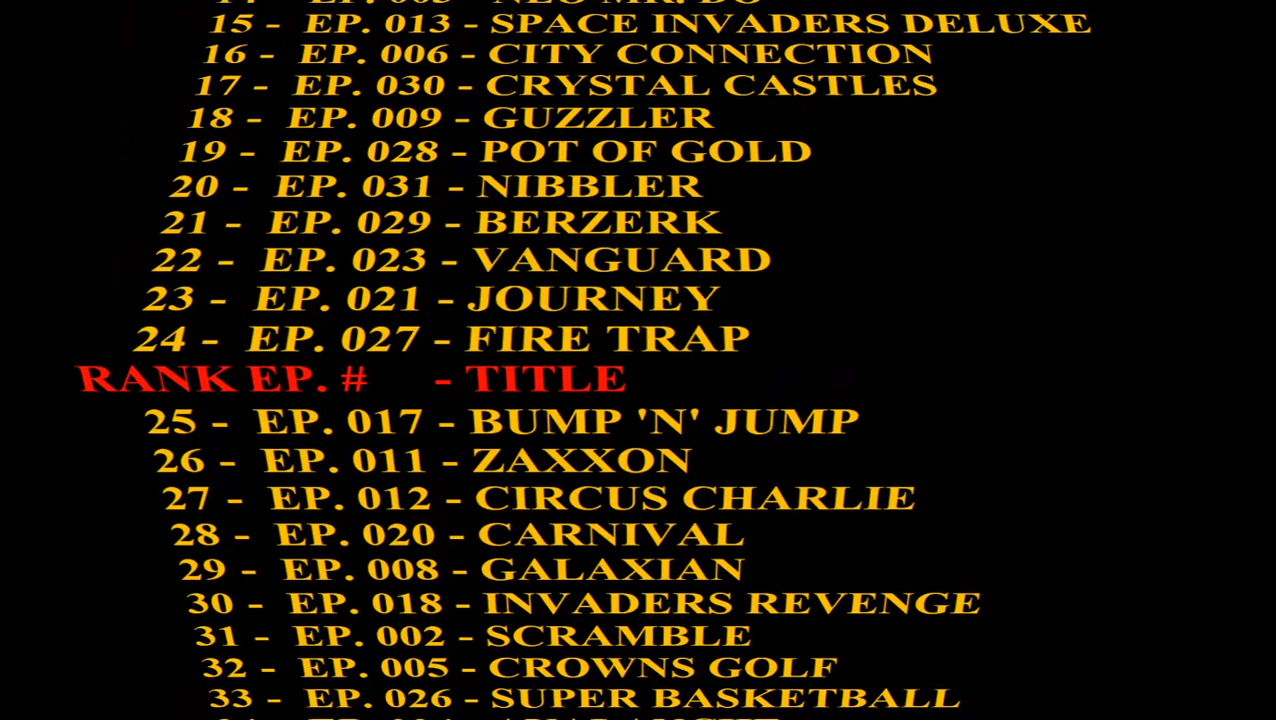 15 - EP. 013 - SPACE INVADERS DELUXE
16 - EP. 006 - CITY CONNECTION
17 - EP. 030 - CRYSTAL CASTLES
18 - EP. 009 - GUZZLER
19 - EP. 028 - POT OF GOLD
20 - EP. 031 - NIBBLER
21 - EP. 029 - BERZERK
22 - EP. 023 - VANGUARD
23 - EP. 021 - JOURNEY
24 - EP. 027 - FIRE TRAP
RANK EP. # - TITLE
25 - EP. 017 - BUMP 'N' JUMP
26 - EP. 011 - ZAXXON
27 - EP. 012 - CIRCUS CHARLIE
28 - EP. 020 - CARNIVAL
29 - EP. 008 - GALAXIAN
30 - EP. 018 - INVADERS REVENGE
31 - EP. 002 - SCRAMBLE
32 - EP. 005 - CROWNS GOLF
33 - EP. 026 - SUPER BASKETBALL